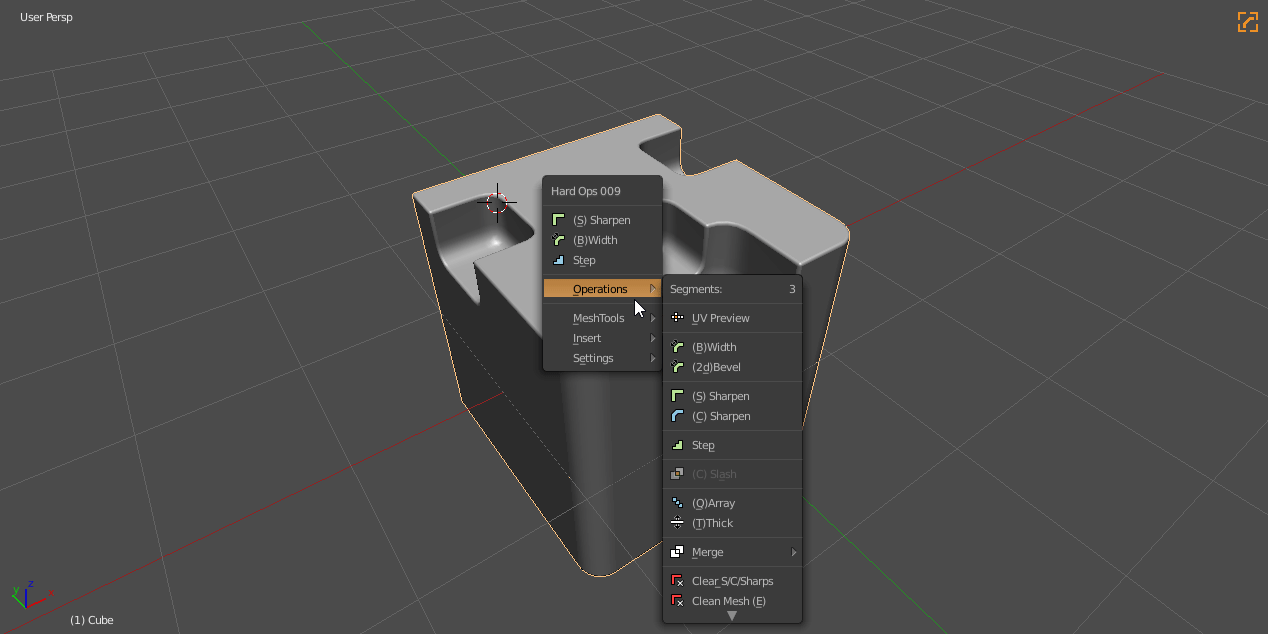 User Persp
Hard Ops 009
(S) Sharpen
(B)Width
Step
Operations
MeshTools
Insert
Settings
Segments: 3
UV Preview
(B)Width
(2d)Bevel
(S) Sharpen
(C) Sharpen
Step
(C) Slash
(Q)Array
(T)Thick
Merge
Clear S/C/Sharps
Clean Mesh (E)
z
y
x
(1) Cube